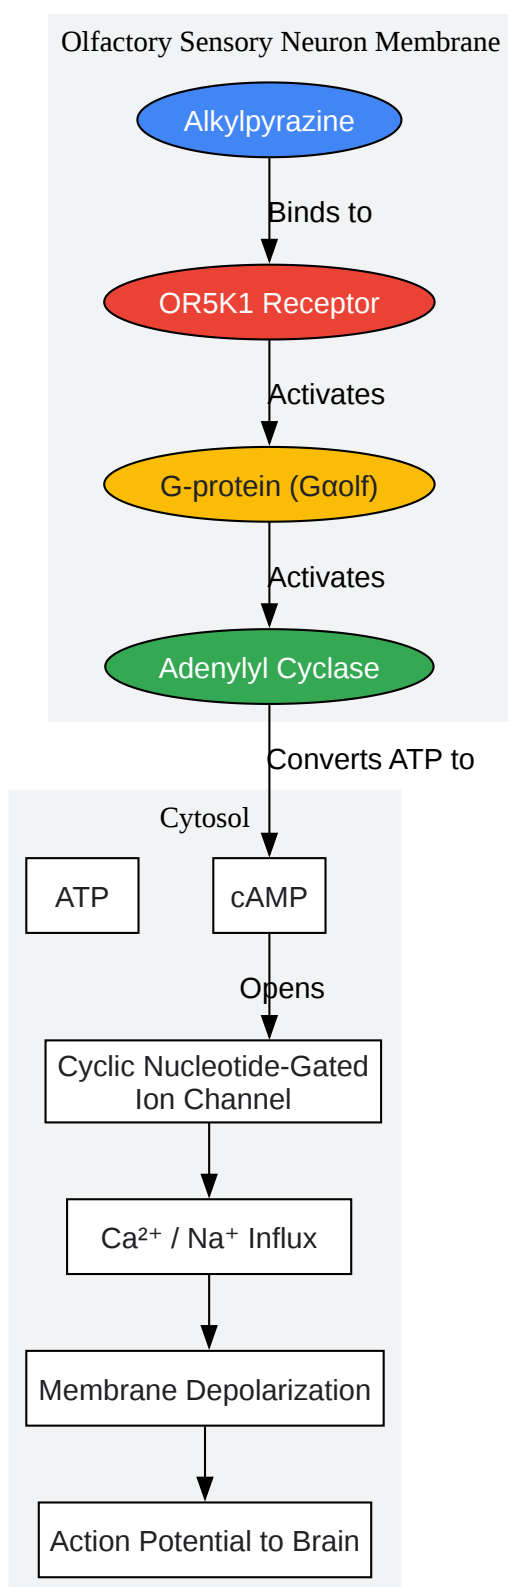 Olfactory Sensory Neuron Membrane
Alkylpyrazine
Binds to
OR5K1 Receptor
Activates
G-protein (Gαolf)
Activates
Adenylyl Cyclase
Converts ATP to
Cytosol
ATP
cAMP
Opens
Cyclic Nucleotide-Gated
Ion Channel
Ca²⁺ / Na⁺ Influx
Membrane Depolarization
Action Potential to Brain